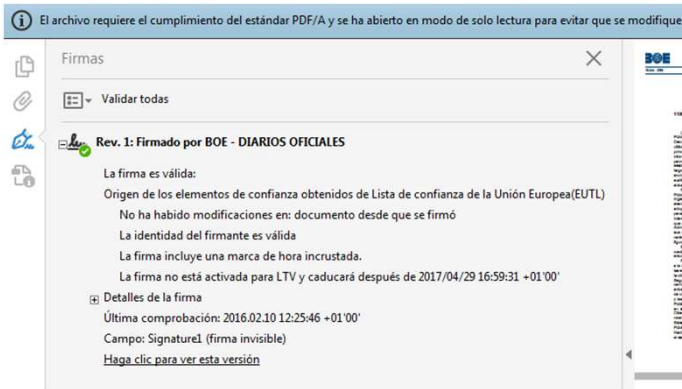 El archivo requiere el cumplimiento del estándar PDF/A y se ha abierto en modo de solo lectura para evitar que se modifique
Firmas
BOE
Validar todas
Rev. 1: Firmado por BOE - DIARIOS OFICIALES
La firma es válida:
Origen de los elementos de confianza obtenidos de Lista de confianza de la Unión Europea(EUTL)
No ha habido modificaciones en: documento desde que se firmó
La identidad del firmante es válida
La firma incluye una marca de hora incrustada.
La firma no está activada para LTV y caducará después de 2017/04/29 16:59:31 +01'00'
Detalles de la firma
Última comprobación: 2016.02.10 12:25:46 +01'00'
Campo: Signature1 (firma invisible)
Haga clic para ver esta versión